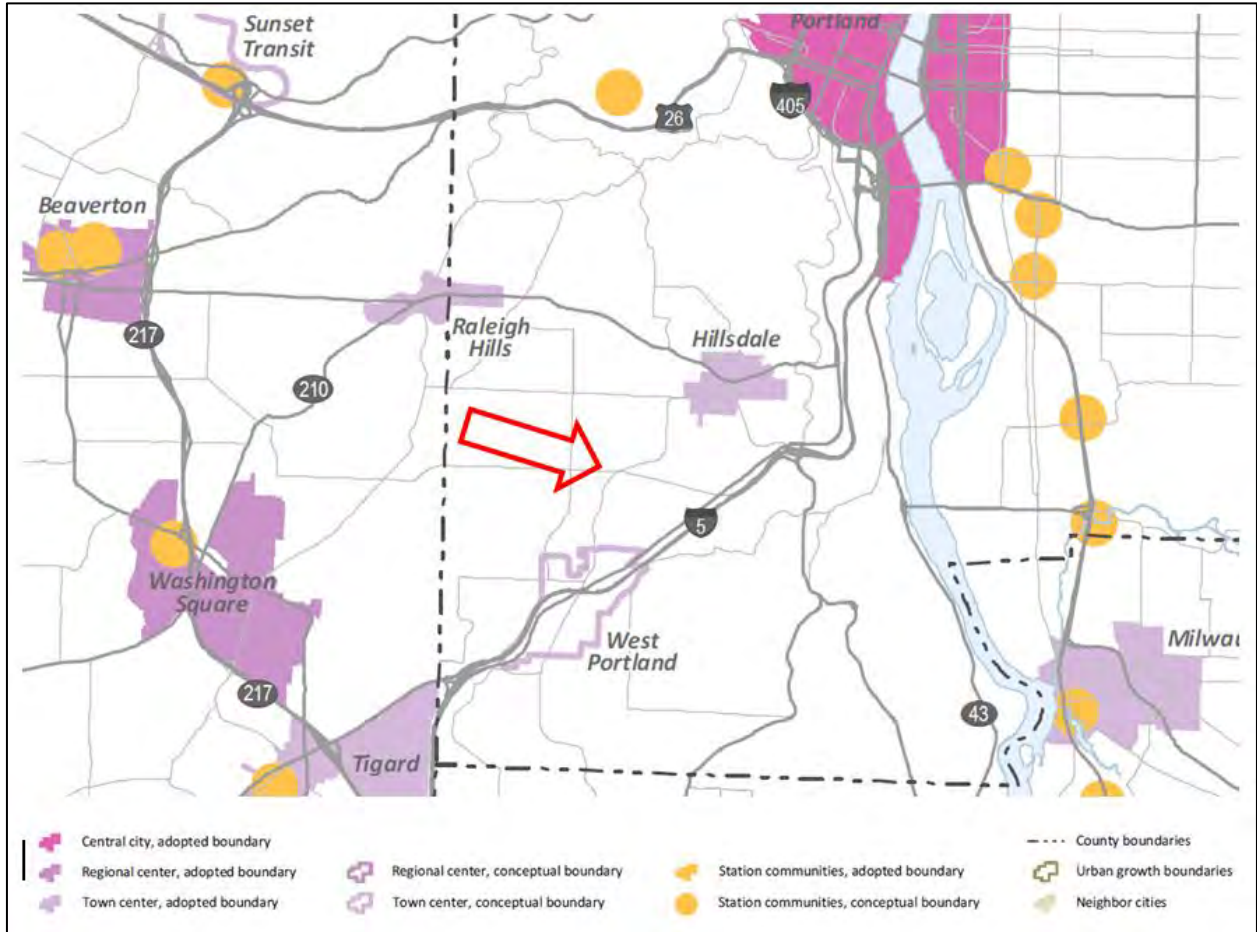 Sunset
Transit
Portland
26
405
Beaverton
217
Raleigh
Hills
Hillsdale
210
5
Washington
Square
West
Portland
217
Tigard
43
Milwau
Central city, adopted boundary
Regional center, adopted boundary
Town center, adopted boundary
Regional center, conceptual boundary
Town center, conceptual boundary
Station communities, adopted boundary
Station communities, conceptual boundary
County boundaries
Urban growth boundaries
Neighbor cities